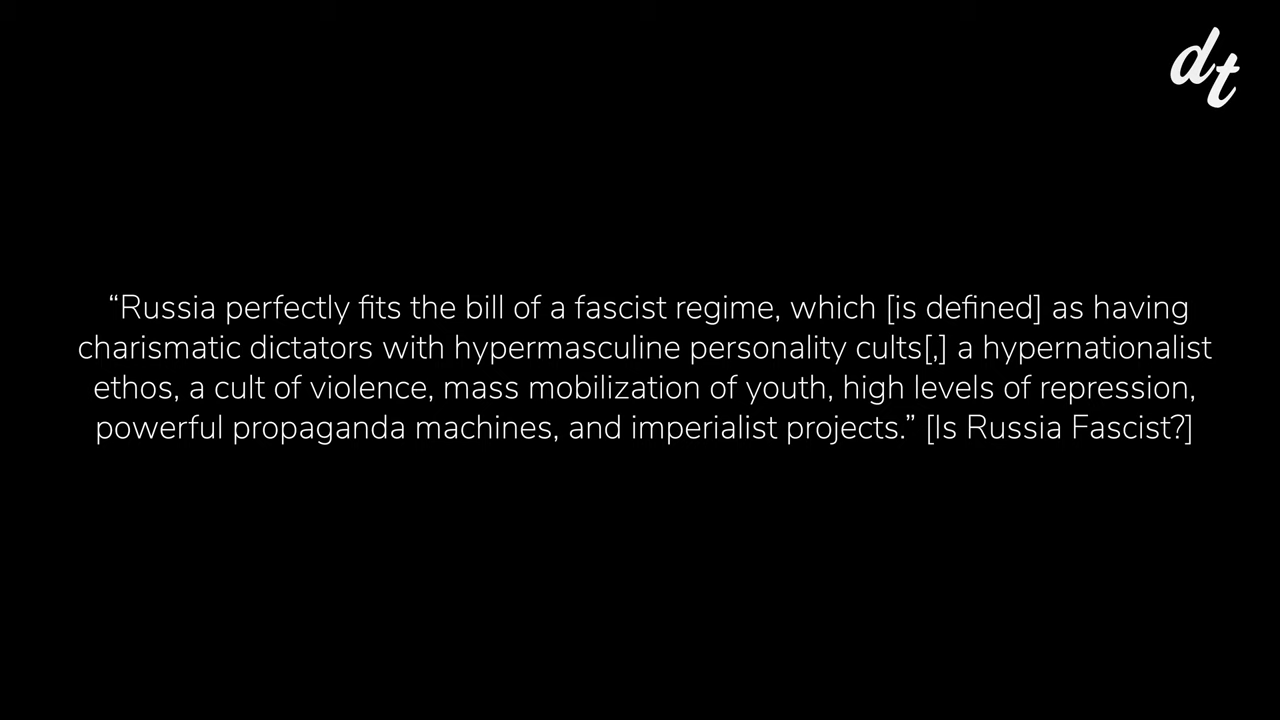 dt
“Russia perfectly fits the bill of a fascist regime, which [is defined] as having
charismatic dictators with hypermasculine personality cults[,] a hypernationalist
ethos, a cult of violence, mass mobilization of youth, high levels of repression,
powerful propaganda machines, and imperialist projects.” [Is Russia Fascist?]